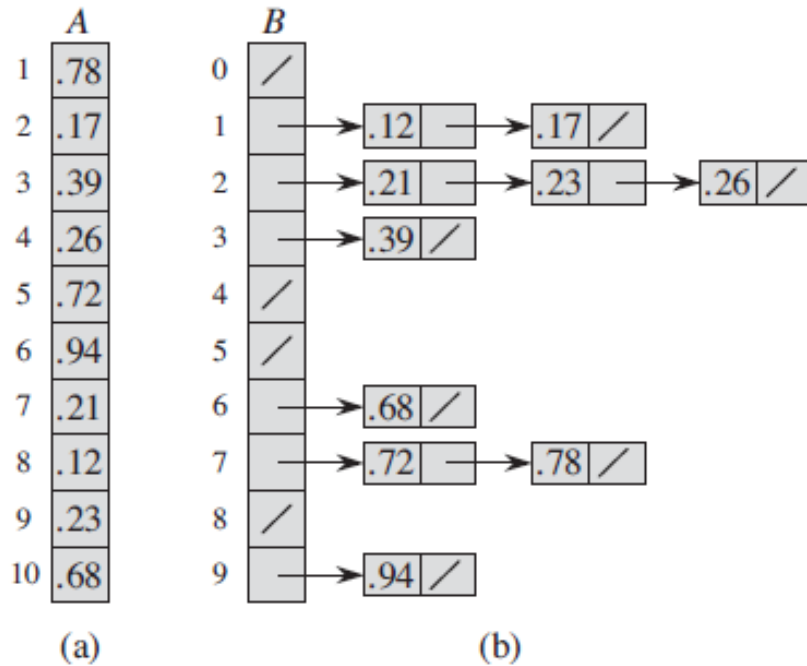 A B
1 .78 0 /
2 .17 1 .12 .17 /
3 .39 2 .21 .23 .26 /
4 .26 3 .39 /
5 .72 4 /
6 .94 5 /
7 .21 6 .68 /
8 .12 7 .72 .78 /
9 .23 8 /
10 .68 9 .94 /
(a) (b)